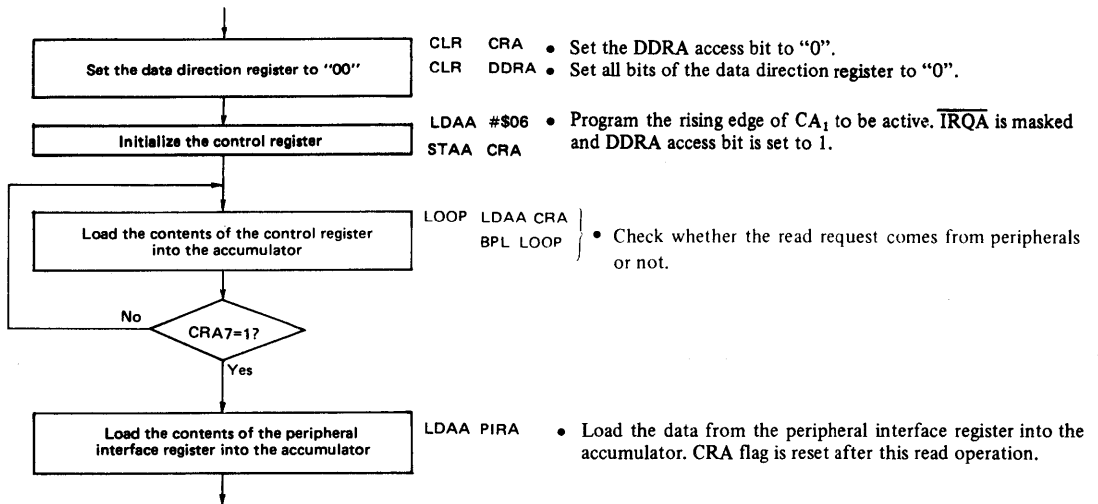 Set the data direction register to "00"
CLR CRA • Set the DDRA access bit to "0".
CLR DDRA • Set all bits of the data direction register to "0".
Initialize the control register
LDAA #$06 • Program the rising edge of CA₁ to be active. I̅R̅Q̅A̅ is masked
STAA CRA and DDRA access bit is set to 1.
Load the contents of the control register
into the accumulator
LOOP LDAA CRA
BPL LOOP
• Check whether the read request comes from peripherals
or not.
No
CRA7=1?
Yes
Load the contents of the peripheral
interface register into the accumulator
LDAA PIRA • Load the data from the peripheral interface register into the
accumulator. CRA flag is reset after this read operation.